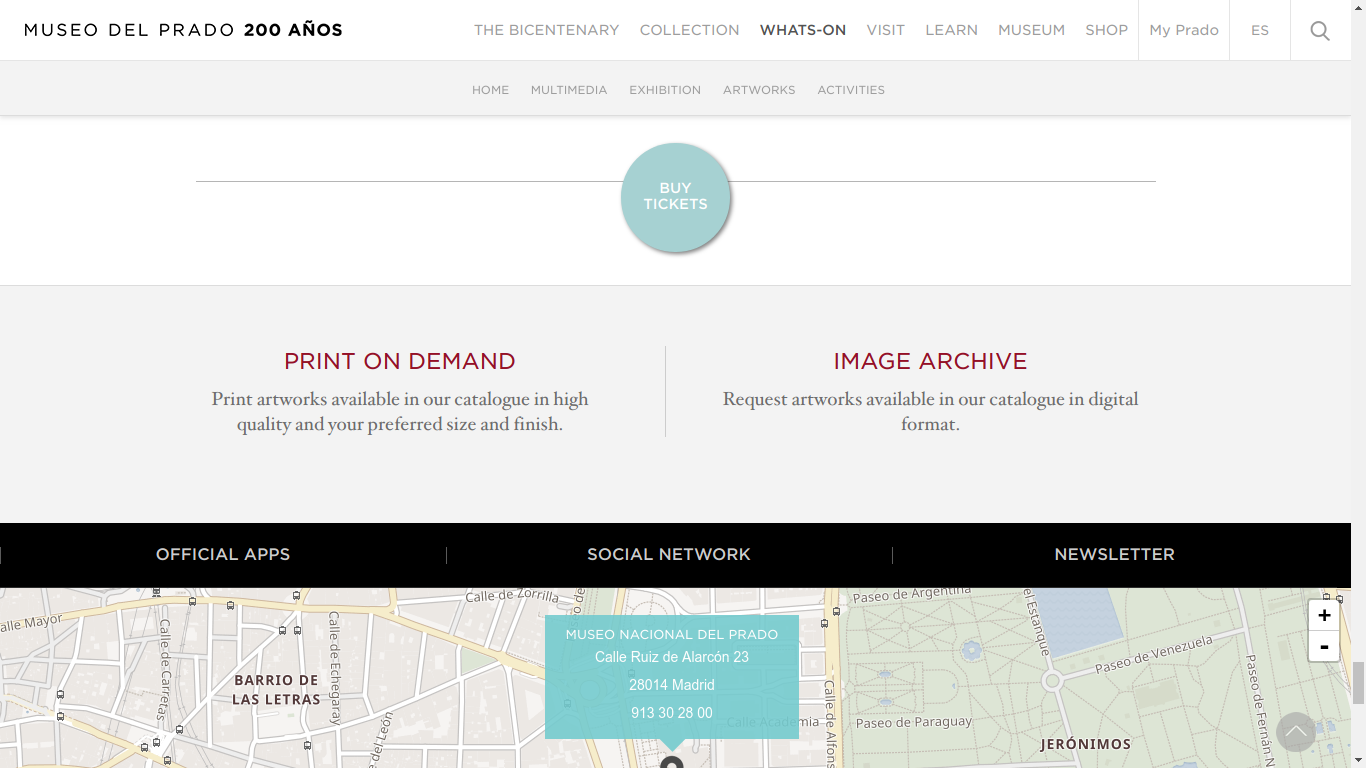 MUSEO DEL PRADO 200 AÑOS
THE BICENTENARY COLLECTION WHATS-ON VISIT LEARN MUSEUM SHOP My Prado ES
HOME MULTIMEDIA EXHIBITION ARTWORKS ACTIVITIES
BUY
TICKETS
PRINT ON DEMAND
Print artworks available in our catalogue in high
quality and your preferred size and finish.
IMAGE ARCHIVE
Request artworks available in our catalogue in digital
format.
OFFICIAL APPS SOCIAL NETWORK NEWSLETTER
Calle de Zorrilla
Paseo de Argentina
el Estanque
+
-
alle Mayor
Calle de Carretas
Calle de Echegaray
BARRIO DE
LAS LETRAS
de León
MUSEO NACIONAL DEL PRADO
Calle Ruiz de Alarcón 23
28014 Madrid
913 30 28 00
Calle Academia
Calle de Alfons
Paseo de Venezuela
Paseo de Paraguay
Paseo de Fernán N
JERÓNIMOS